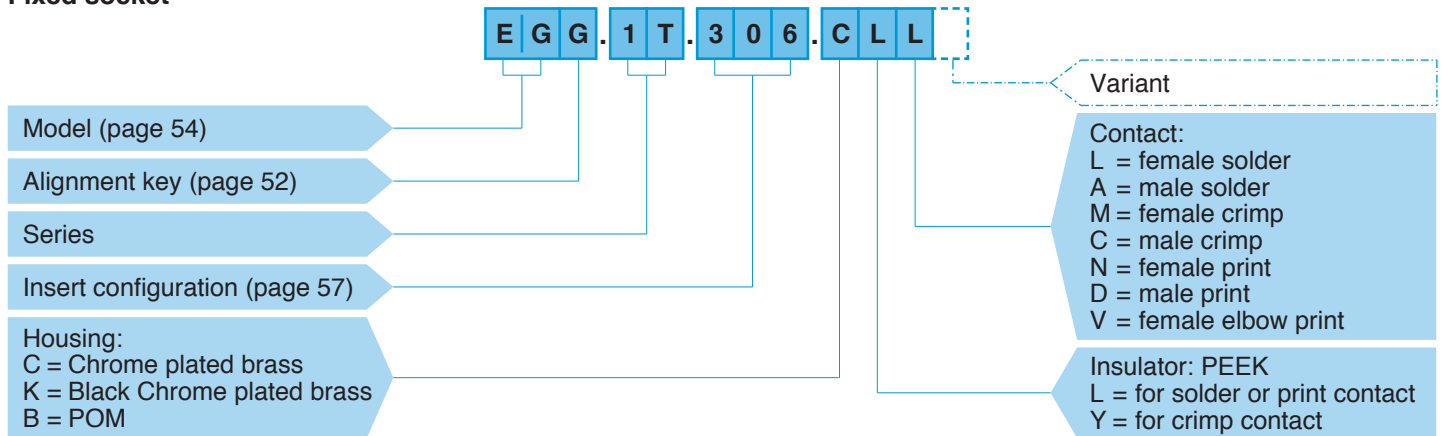 Fixed socket
E G G . 1 T . 3 0 6 . C L L
Model (page 54)
Alignment key (page 52)
Series
Insert configuration (page 57)
Housing:
C = Chrome plated brass
K = Black Chrome plated brass
B = POM
Variant
Contact:
L = female solder
A = male solder
M = female crimp
C = male crimp
N = female print
D = male print
V = female elbow print
Insulator: PEEK
L = for solder or print contact
Y = for crimp contact